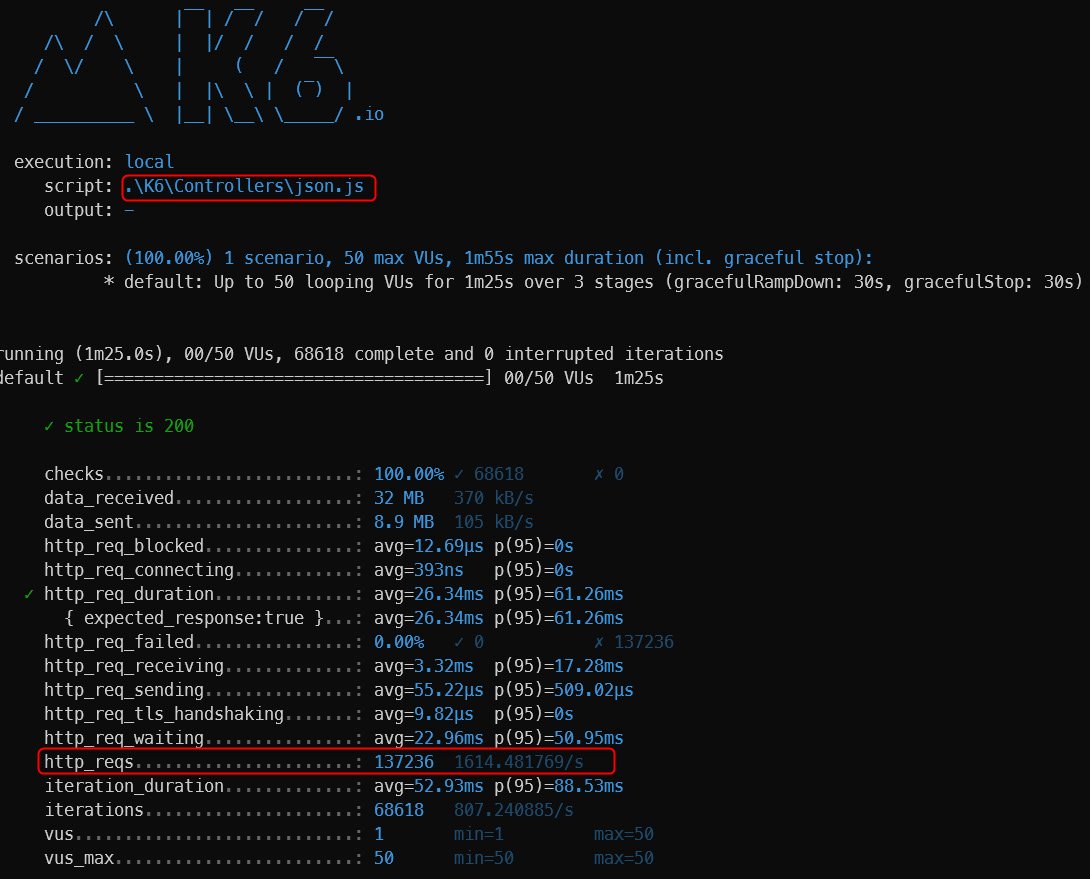 /\      |‾‾| /‾‾/   /‾‾/
     /\  /  \     |  |/  /   /  /
    /  \/    \    |     (   /   ‾‾\
   /          \   |  |\  \ |  (‾)  |
  / __________ \  |__| \__\ \_____/ .io
execution: local
script: .\K6\Controllers\json.js
output: -
scenarios: (100.00%) 1 scenario, 50 max VUs, 1m55s max duration (incl. graceful stop):
* default: Up to 50 looping VUs for 1m25s over 3 stages (gracefulRampDown: 30s, gracefulStop: 30s)
running (1m25.0s), 00/50 VUs, 68618 complete and 0 interrupted iterations
default ✓ [======================================] 00/50 VUs  1m25s
✓ status is 200
checks.........................: 100.00% ✓ 68618       ✗ 0
data_received..................: 32 MB   370 kB/s
data_sent......................: 8.9 MB  105 kB/s
http_req_blocked...............: avg=12.69µs p(95)=0s
http_req_connecting............: avg=393ns   p(95)=0s
✓ http_req_duration..............: avg=26.34ms p(95)=61.26ms
{ expected_response:true }...: avg=26.34ms p(95)=61.26ms
http_req_failed................: 0.00%   ✓ 0           ✗ 137236
http_req_receiving.............: avg=3.32ms  p(95)=17.28ms
http_req_sending...............: avg=55.22µs p(95)=509.02µs
http_req_tls_handshaking.......: avg=9.82µs  p(95)=0s
http_req_waiting...............: avg=22.96ms p(95)=50.95ms
http_reqs......................: 137236  1614.481769/s
iteration_duration.............: avg=52.93ms p(95)=88.53ms
iterations.....................: 68618   807.240885/s
vus............................: 1       min=1         max=50
vus_max........................: 50      min=50        max=50